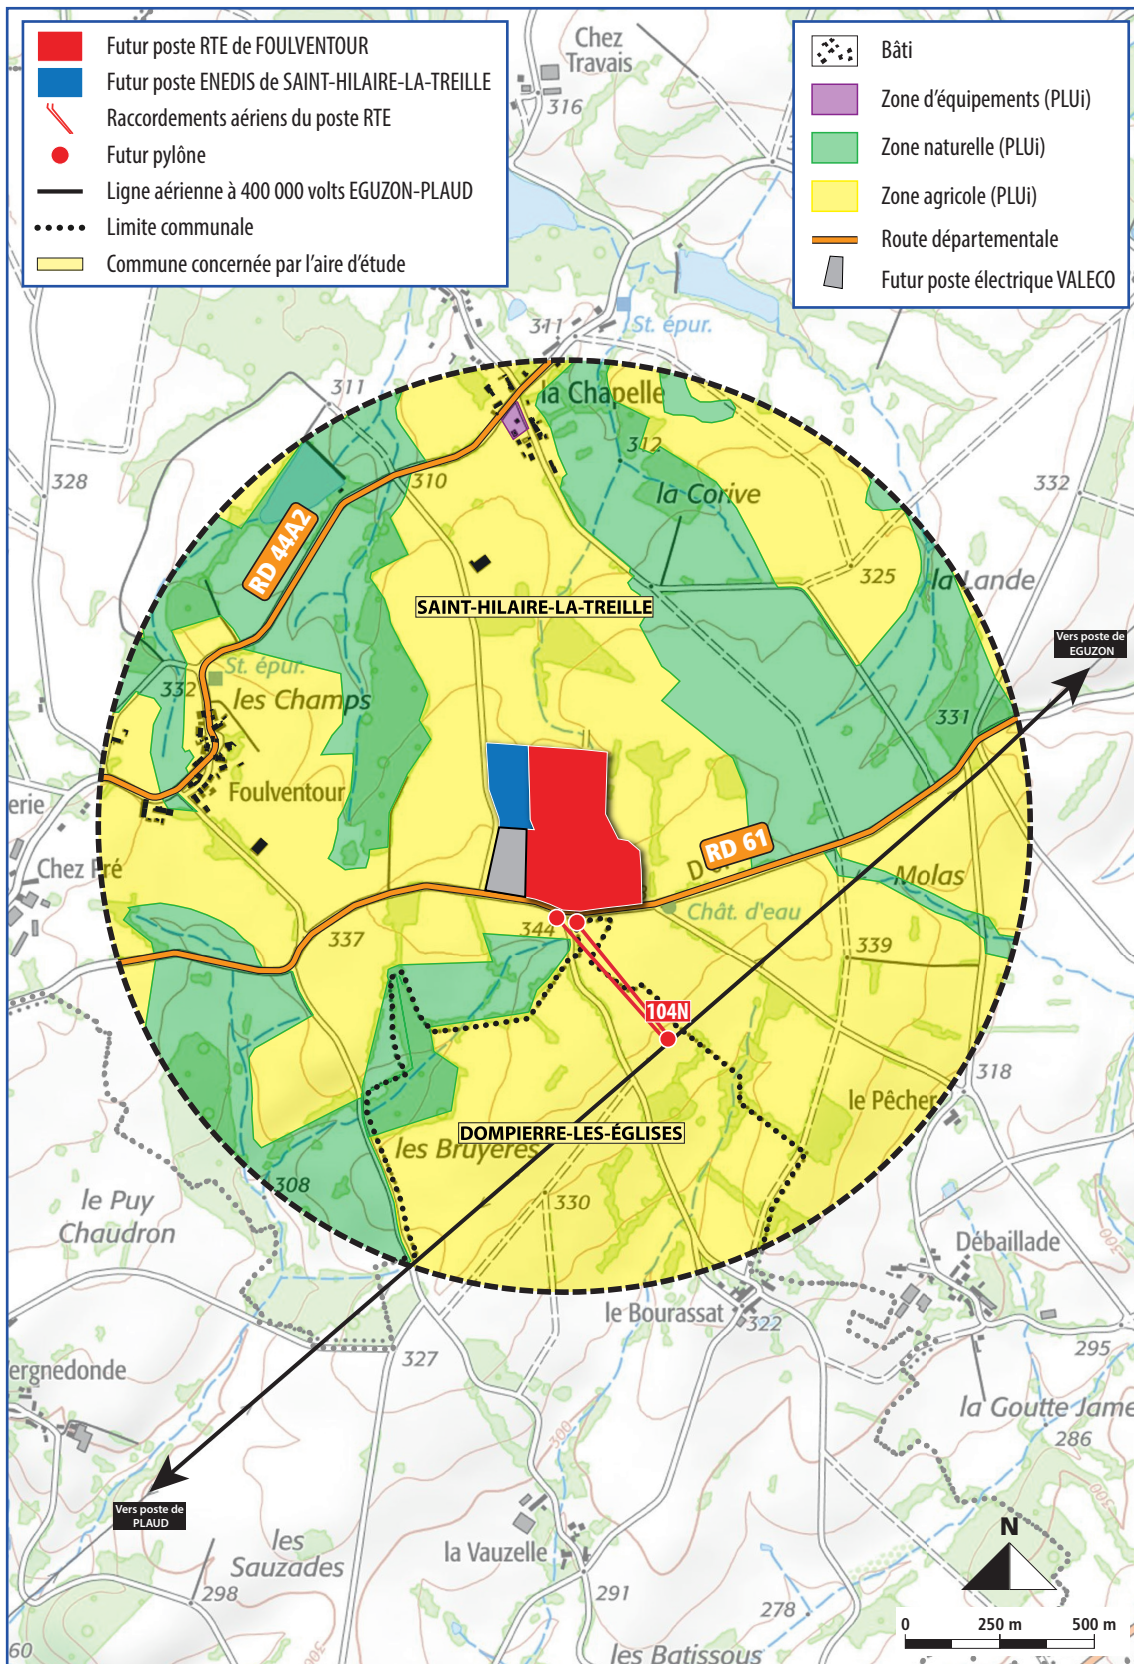 Futur poste RTE de FOULVENTOUR
Futur poste ENEDIS de SAINT-HILAIRE-LA-TREILLE
Raccordements aériens du poste RTE
Futur pylône
Ligne aérienne à 400 000 volts EGUZON-PLAUD
Limite communale
Commune concernée par l'aire d'étude
Bâti
Zone d'équipements (PLUi)
Zone naturelle (PLUi)
Zone agricole (PLUi)
Route départementale
Futur poste électrique VALECO
Chez
Travais
316
311
St. épur.
311
la Chapelle
312
310
328
la Corive
332
RD 44A2
325
la Lande
SAINT-HILAIRE-LA-TREILLE
Vers poste de
EGUZON
St. épur.
332
les Champs
331
Foulventour
erie
RD 61
Chez Pré
Molas
Chât. d'eau
344
337
339
104N
318
le Pêcher
DOMPIERRE-LES-ÉGLISES
les Bruyères
308
330
le Puy
Chaudron
Débaillade
300
le Bourassat
322
327
295
ergnedonde
la Goutte Jame
286
300
300
Vers poste de
PLAUD
les
Sauzades
la Vauzelle
N
298
291
278
60
300
les Batissous
0
250 m
500 m